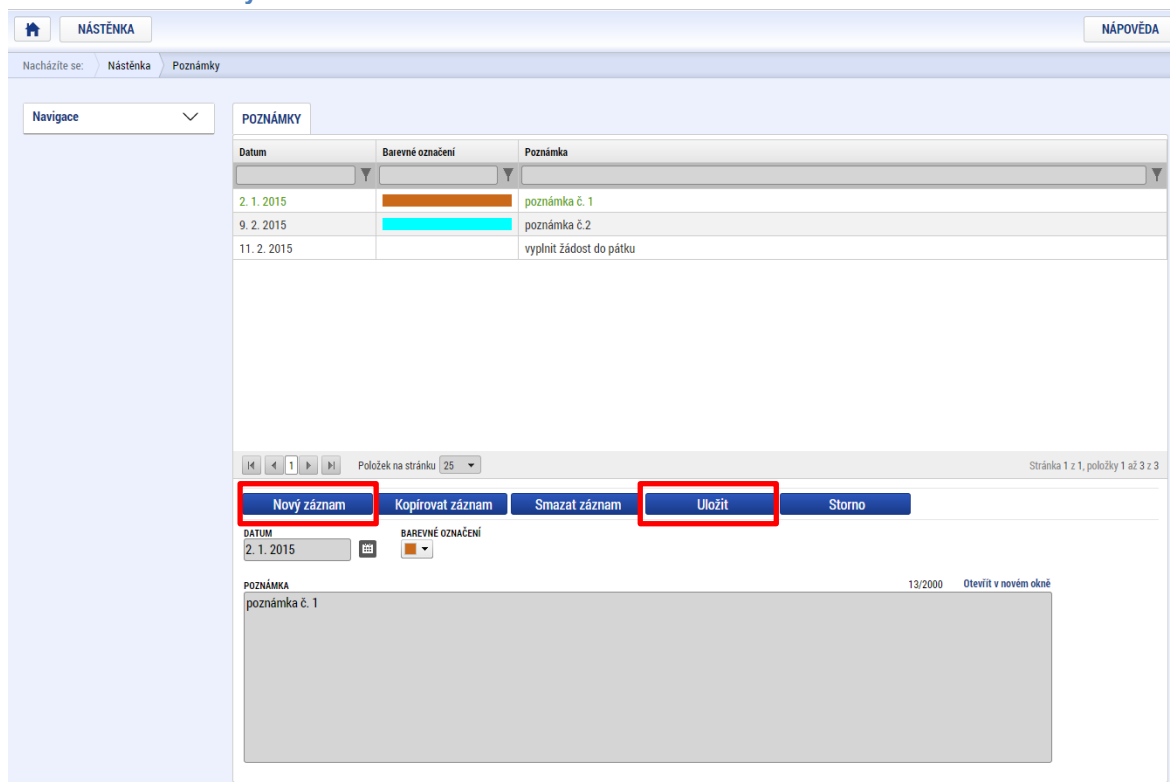 NÁSTĚNKA NÁPOVĚDA
Nacházíte se: Nástěnka Poznámky
Navigace
POZNÁMKY
Datum Barevné označení Poznámka
2. 1. 2015 poznámka č. 1
9. 2. 2015 poznámka č.2
11. 2. 2015 vyplnit žádost do pátku
1 Položek na stránku 25 Stránka 1 z 1, položky 1 až 3 z 3
Nový záznam Kopírovat záznam Smazat záznam Uložit Storno
DATUM BAREVNÉ OZNAČENÍ
2. 1. 2015
POZNÁMKA 13/2000 Otevřít v novém okně
poznámka č. 1